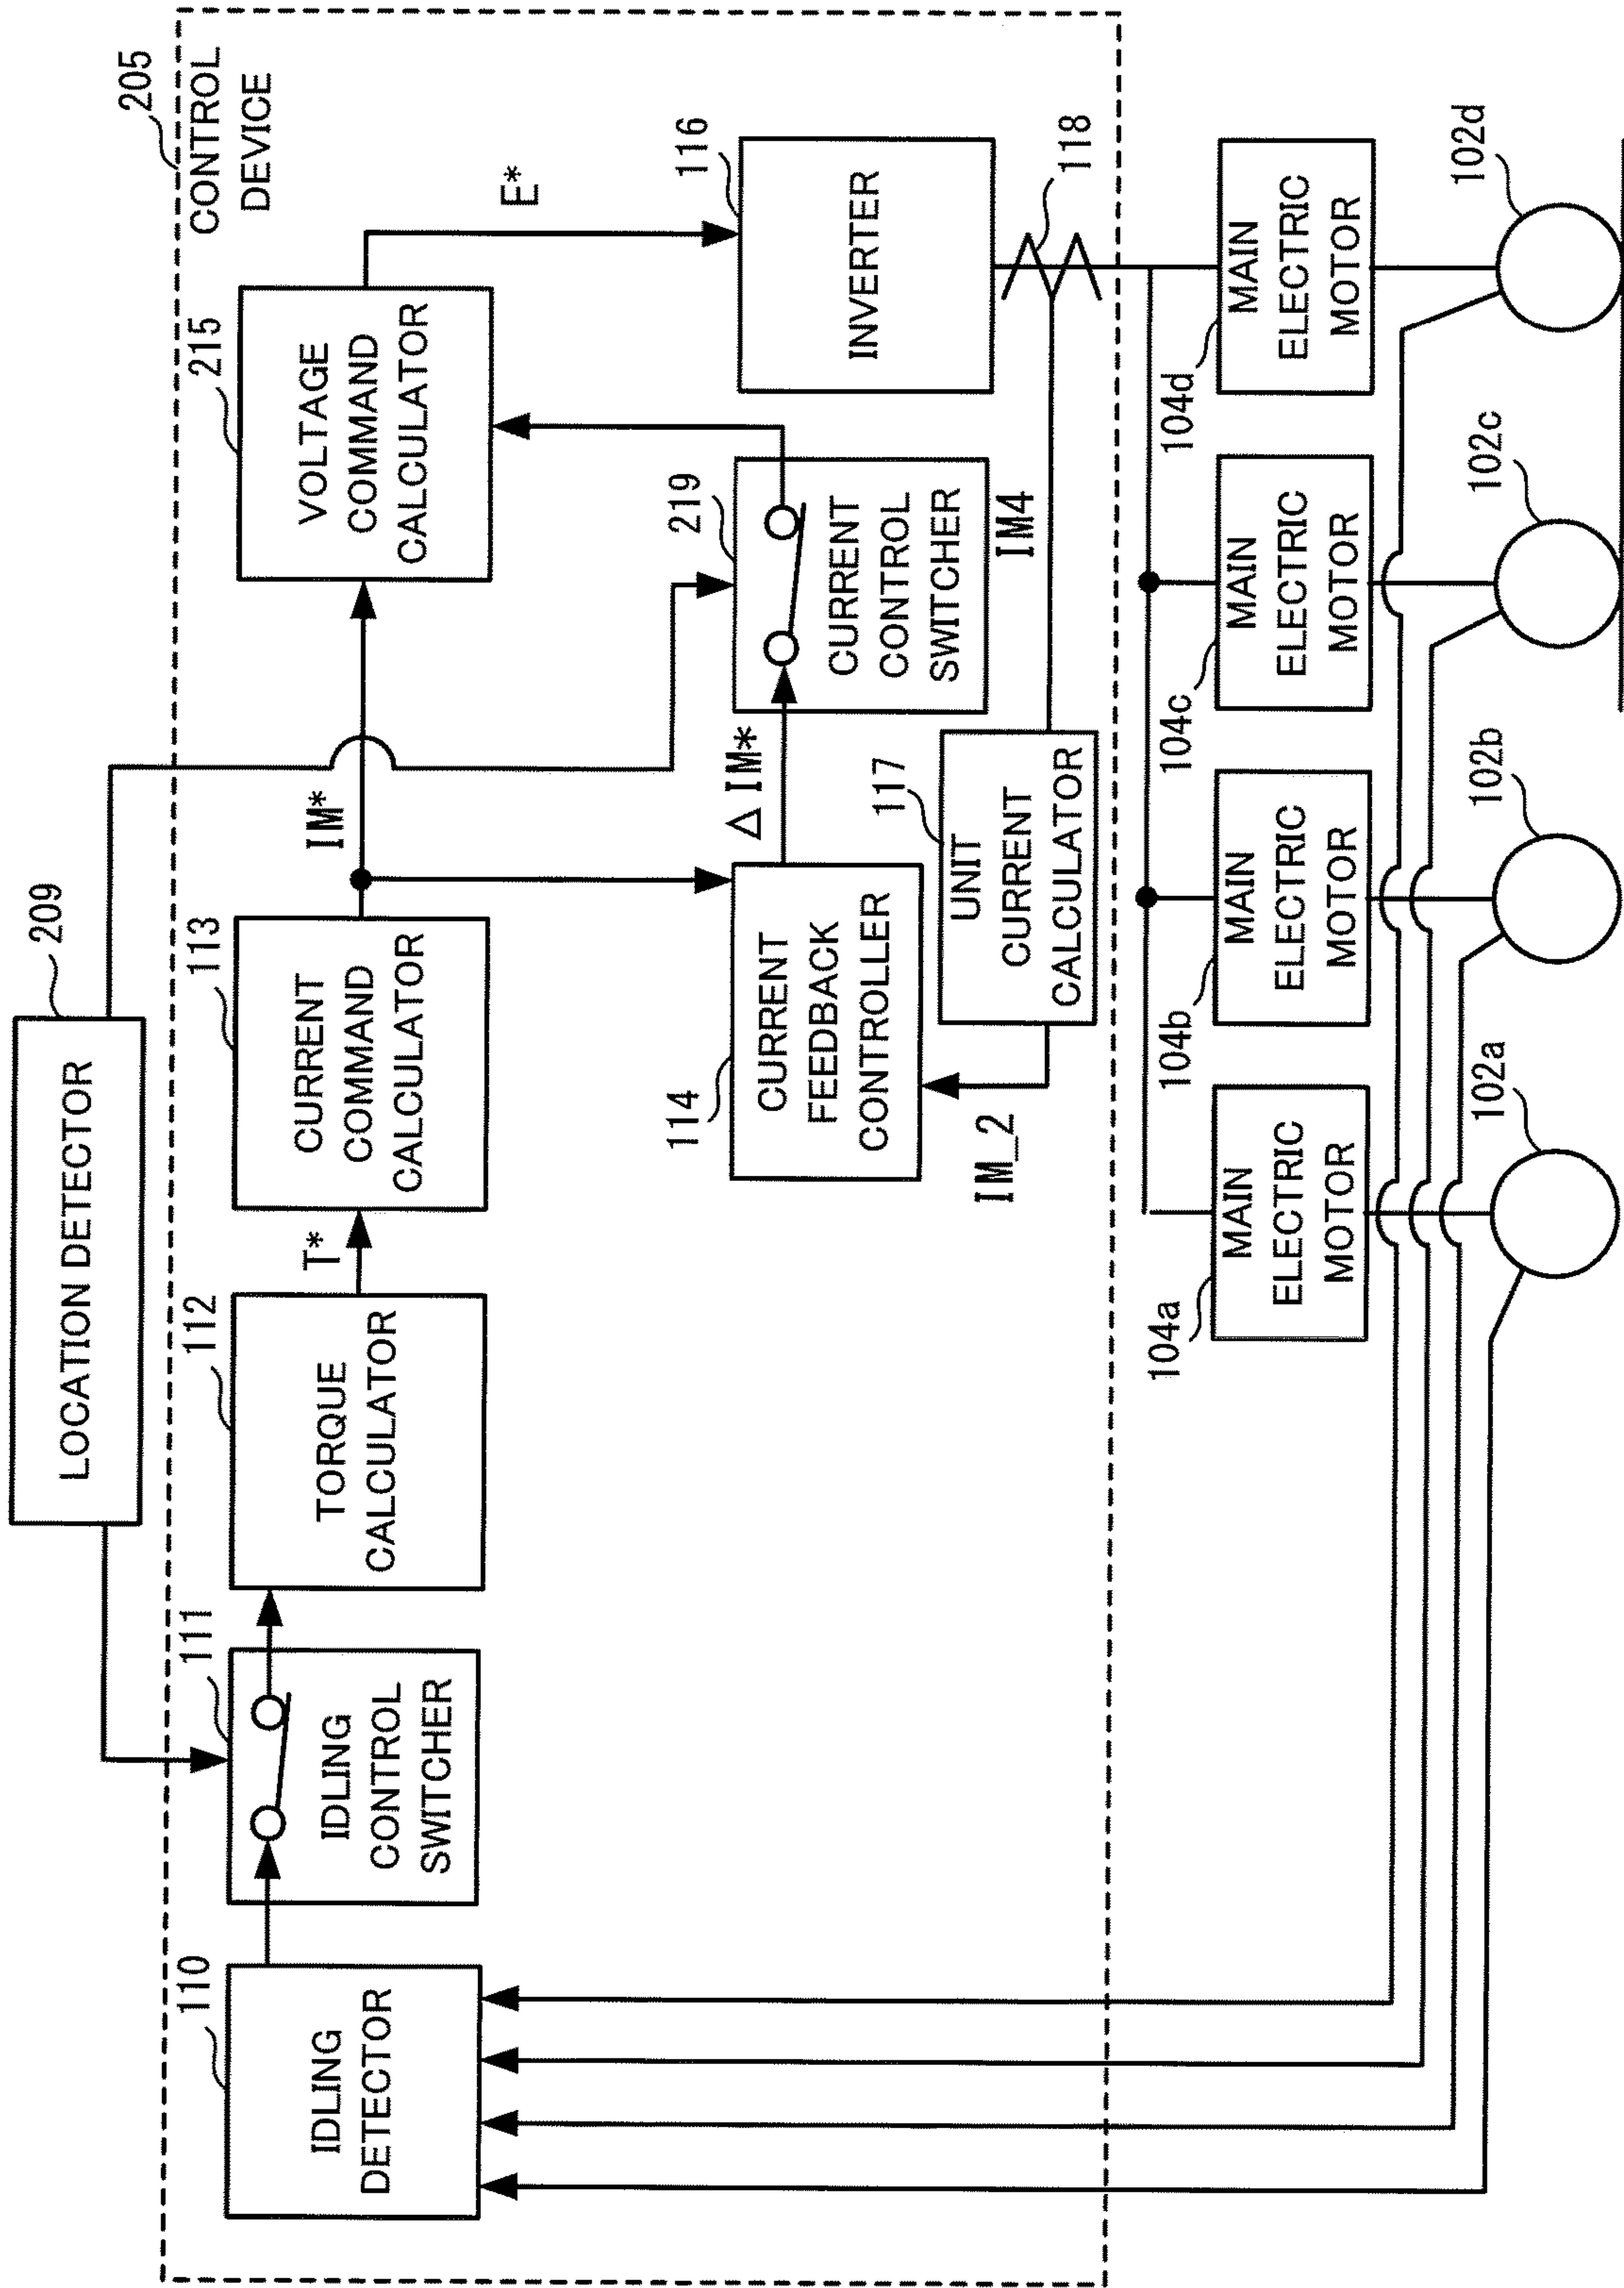 209
LOCATION DETECTOR
205
CONTROL
DEVICE
110
IDLING
DETECTOR
111
IDLING
CONTROL
SWITCHER
112
TORQUE
CALCULATOR
T*
113
CURRENT
COMMAND
CALCULATOR
IM*
215
VOLTAGE
COMMAND
CALCULATOR
E*
114
CURRENT
FEEDBACK
CONTROLLER
Δ IM*
219
CURRENT
CONTROL
SWITCHER
116
INVERTER
IM_2
117
UNIT
CURRENT
CALCULATOR
IM4
118
104a
MAIN
ELECTRIC
MOTOR
104b
MAIN
ELECTRIC
MOTOR
104c
MAIN
ELECTRIC
MOTOR
104d
MAIN
ELECTRIC
MOTOR
102a
102b
102c
102d